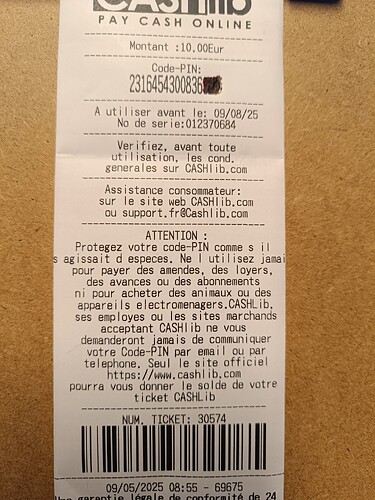 CASHlib
PAY CASH ONLINE
Montant :10.00Eur
Code-PIN:
2316454300836
A utiliser avant le: 09/08/25
No de serie:012370684
Verifiez, avant toute
utilisation, les cond.
generales sur CASHlib.com
Assistance consommateur:
sur le site web CASHlib.com
ou support.fr@Cashlib.com
ATTENTION :
Protegez votre code-PIN comme s il
s agissait d especes. Ne l utilisez jamai
pour payer des amendes, des loyers,
des avances ou des abonnements
ni pour acheter des animaux ou des
appareils electromenagers.CASHLib,
ses employes ou les sites marchands
acceptant CASHlib ne vous
demanderont jamais de communiquer
votre Code-PIN par email ou par
telephone. Seul le site officiel
https://www.cashlib.com
pourra vous donner le solde de votre
ticket CASHLib
NUM. TICKET: 30574
09/05/2025 08:55 - 69675
Une garantie légale de conformité de 24